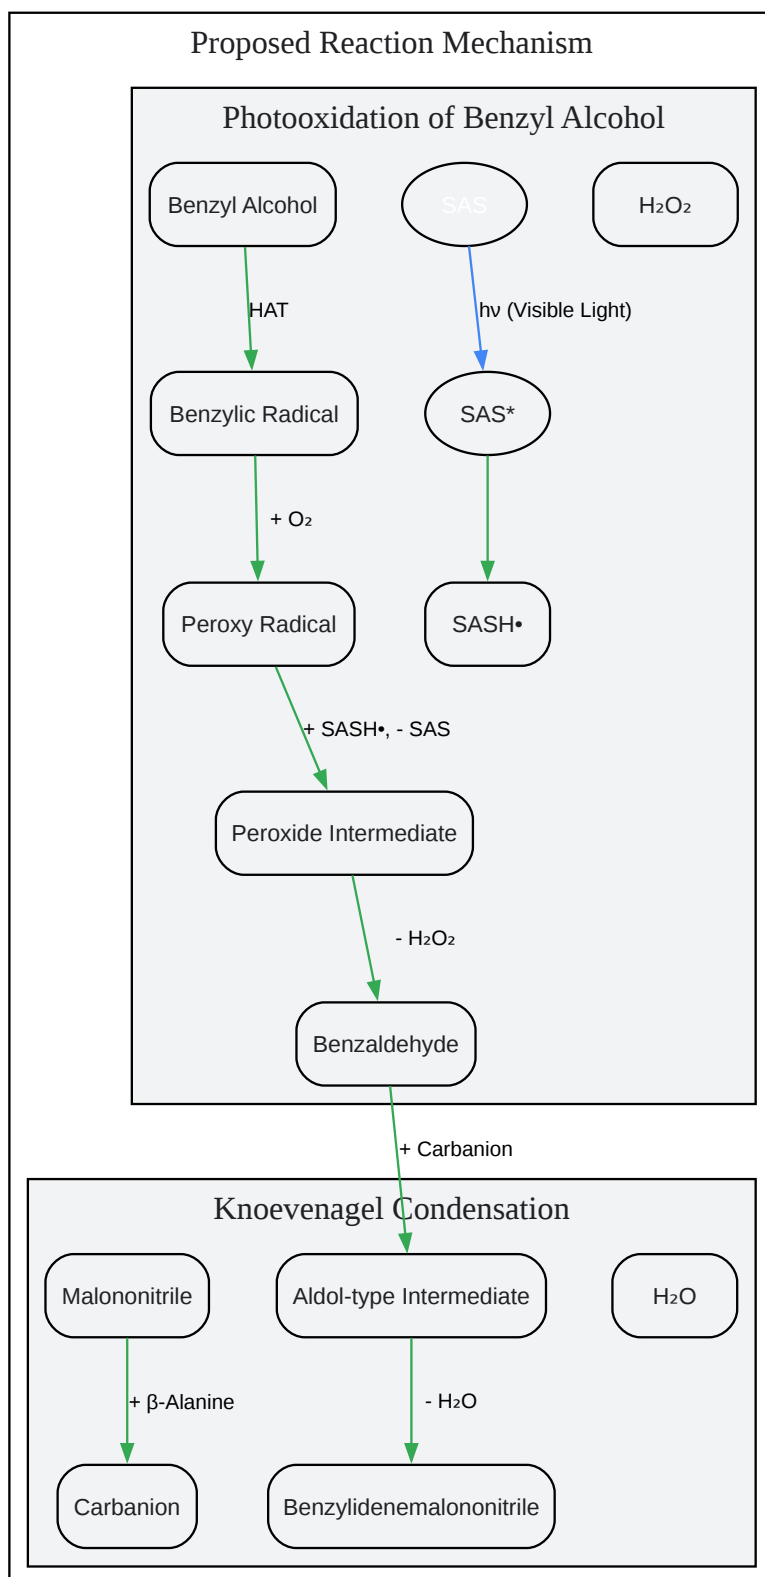 Proposed Reaction Mechanism
Photooxidation of Benzyl Alcohol
Benzyl Alcohol
SAS
H₂O₂
HAT
hν (Visible Light)
Benzylic Radical
SAS*
+ O₂
Peroxy Radical
SASH•
+ SASH•, - SAS
Peroxide Intermediate
- H₂O₂
Benzaldehyde
+ Carbanion
Knoevenagel Condensation
Malononitrile
Aldol-type Intermediate
H₂O
+ β-Alanine
- H₂O
Carbanion
Benzylidenemalononitrile